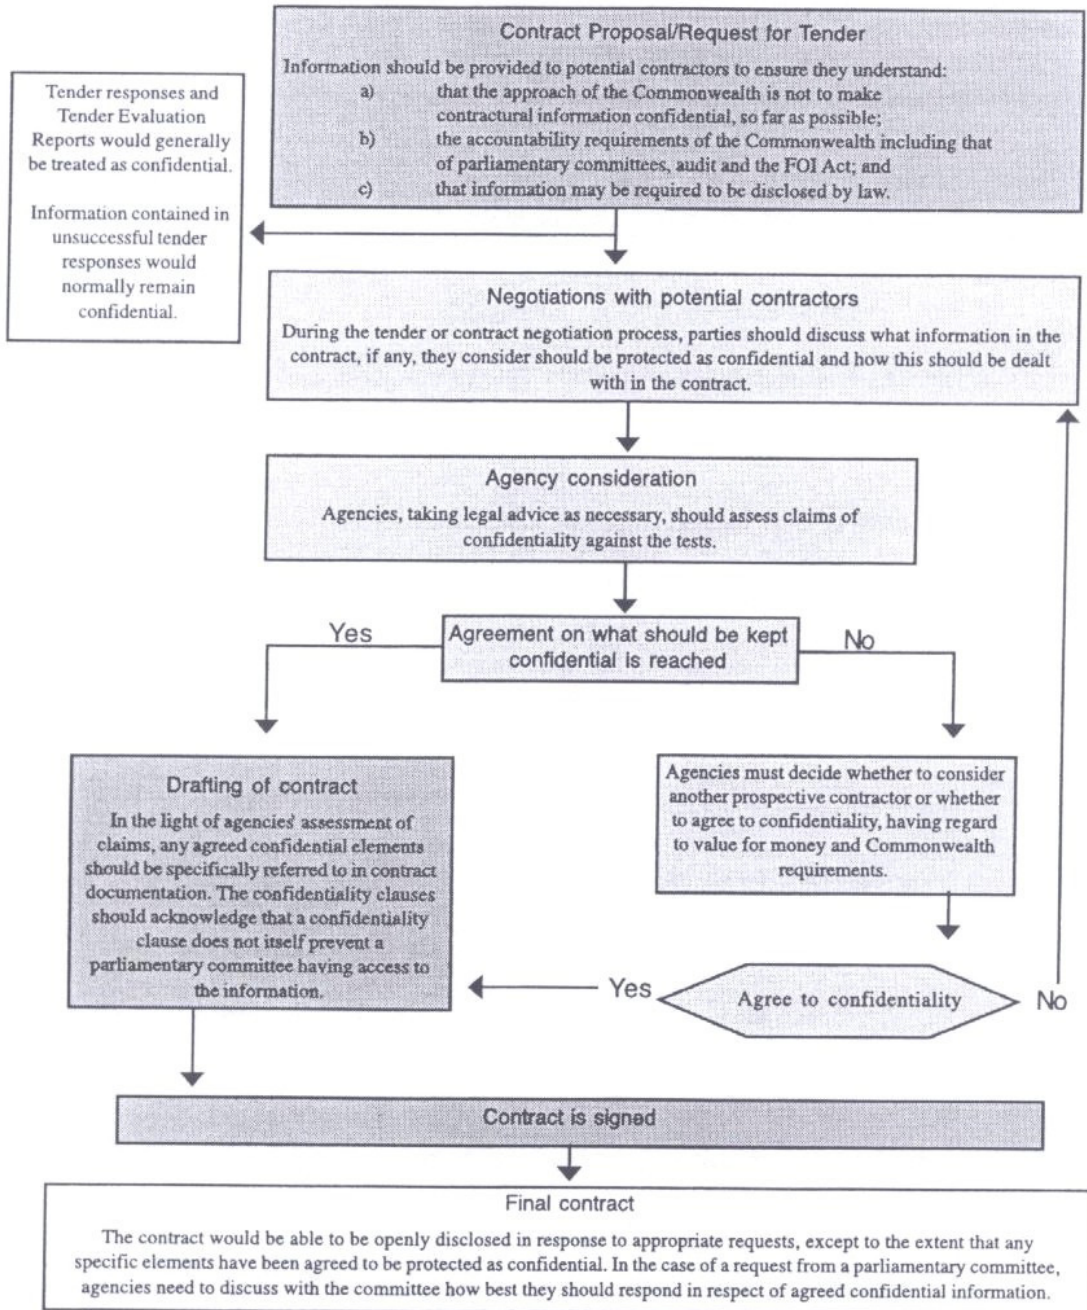 Contract Proposal/Request for Tender
Information should be provided to potential contractors to ensure they understand:
a) that the approach of the Commonwealth is not to make
contractural information confidential, so far as possible;
b) the accountability requirements of the Commonwealth including that
of parliamentary committees, audit and the FOI Act; and
c) that information may be required to be disclosed by law.
Tender responses and
Tender Evaluation
Reports would generally
be treated as confidential.
Information contained in
unsuccessful tender
responses would
normally remain
confidential.
Negotiations with potential contractors
During the tender or contract negotiation process, parties should discuss what information in the
contract, if any, they consider should be protected as confidential and how this should be dealt
with in the contract.
Agency consideration
Agencies, taking legal advice as necessary, should assess claims of
confidentiality against the tests.
Yes
Agreement on what should be kept
confidential is reached
No
Drafting of contract
In the light of agencies' assessment of
claims, any agreed confidential elements
should be specifically referred to in contract
documentation. The confidentiality clauses
should acknowledge that a confidentiality
clause does not itself prevent a
parliamentary committee having access to
the information.
Agencies must decide whether to consider
another prospective contractor or whether
to agree to confidentiality, having regard
to value for money and Commonwealth
requirements.
Yes
Agree to confidentiality
No
Contract is signed
Final contract
The contract would be able to be openly disclosed in response to appropriate requests, except to the extent that any
specific elements have been agreed to be protected as confidential. In the case of a request from a parliamentary committee,
agencies need to discuss with the committee how best they should respond in respect of agreed confidential information.